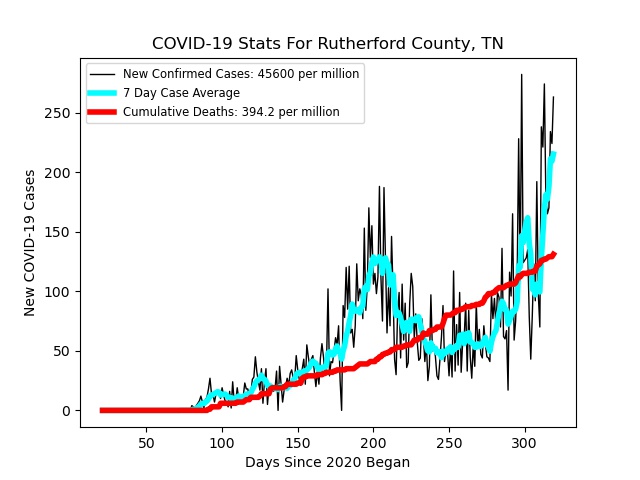 COVID-19 Stats For Rutherford County, TN
New Confirmed Cases: 45600 per million
7 Day Case Average
Cumulative Deaths: 394.2 per million
New COVID-19 Cases
250
200
150
100
50
0
50 100 150 200 250 300
Days Since 2020 Began